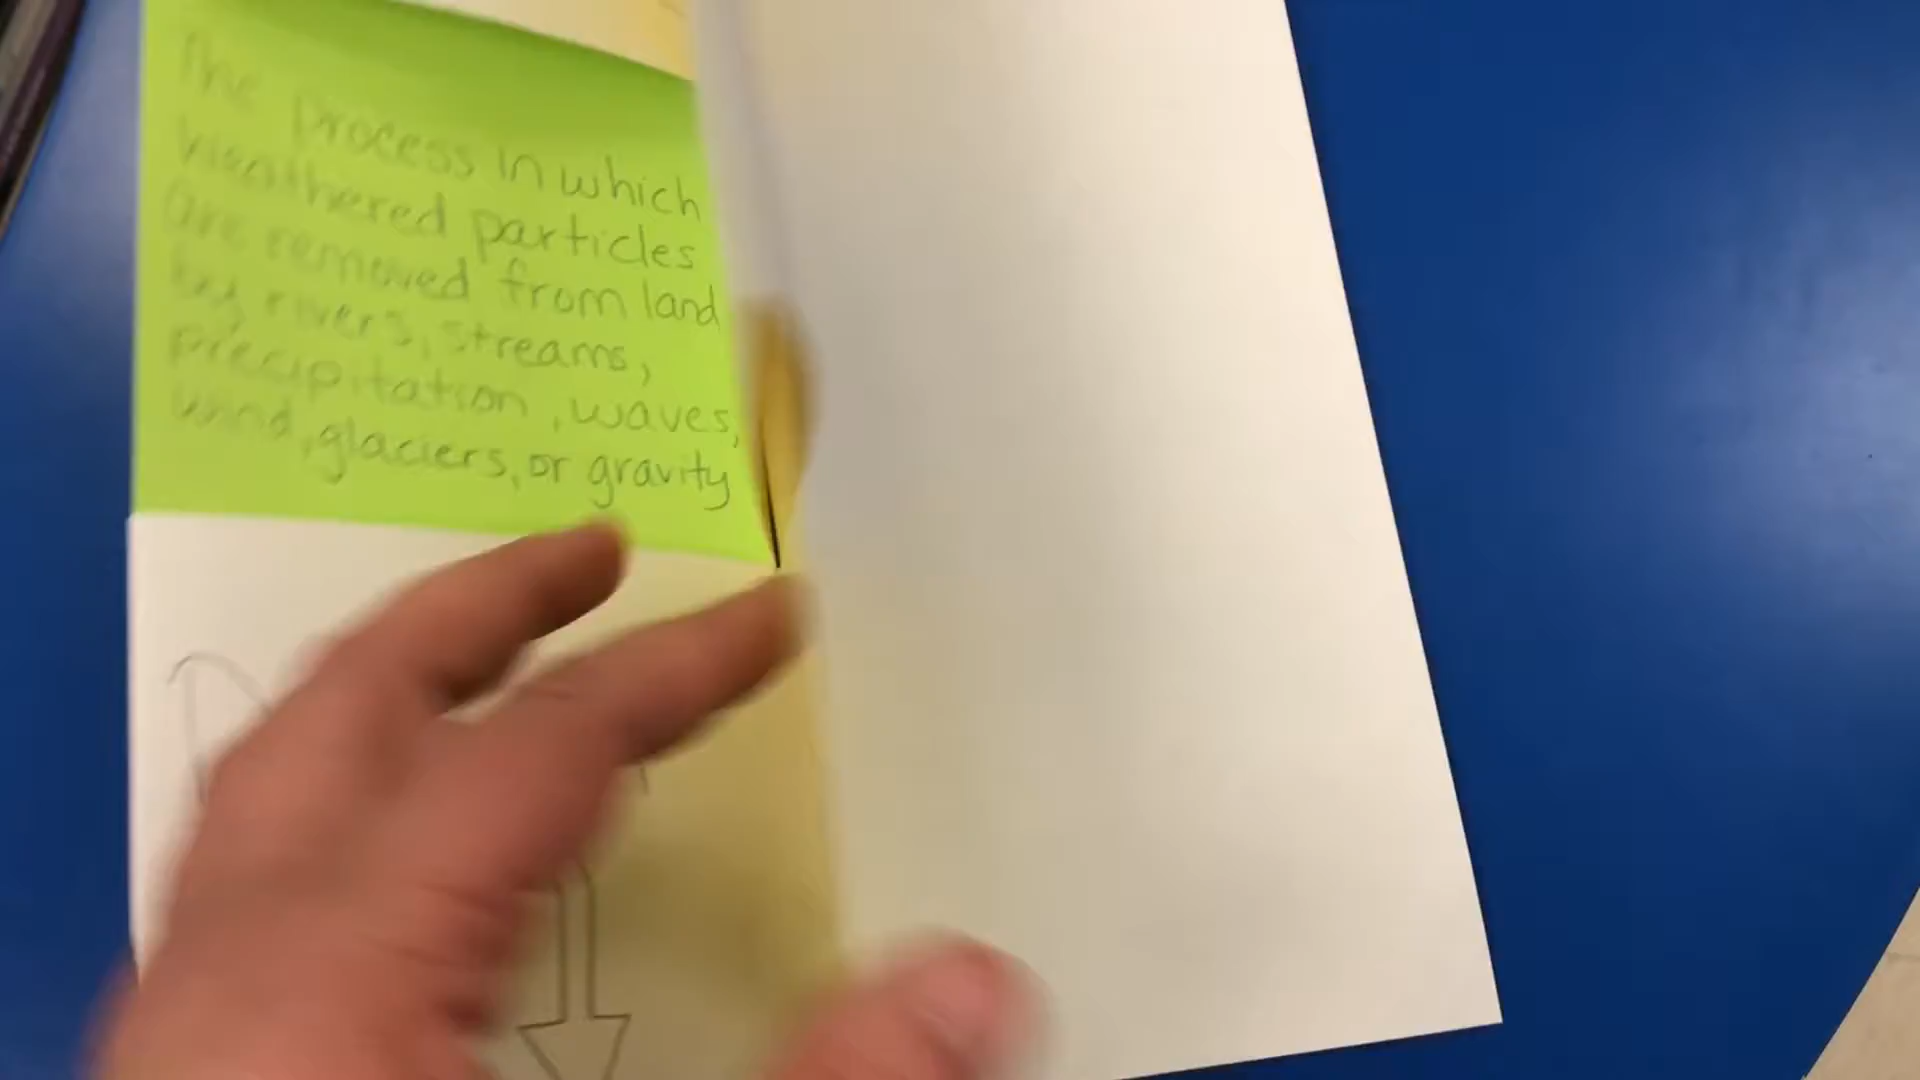 The process in which
weathered particles
are removed from land
by rivers, streams,
precipitation, waves,
wind, glaciers, or gravity